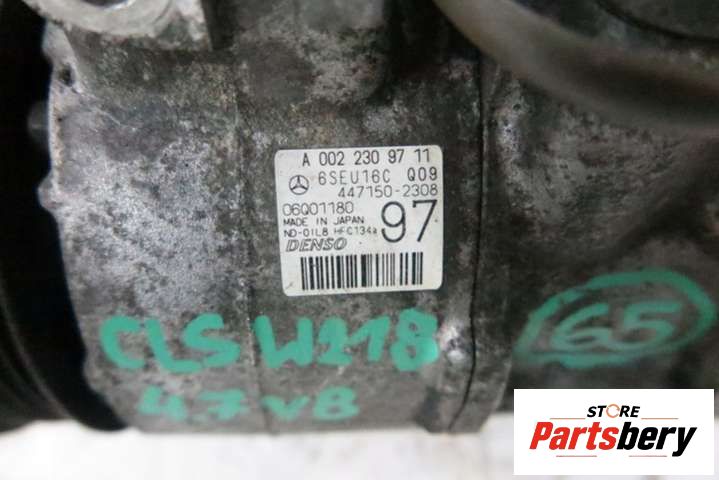 A 002 230 97 11
6SEU16C Q09
447150-2308
06Q01180
MADE IN JAPAN
ND-OIL8 HFC134a
97
DENSO
CLS W218
4.7 V8
65
STORE
Partsbery